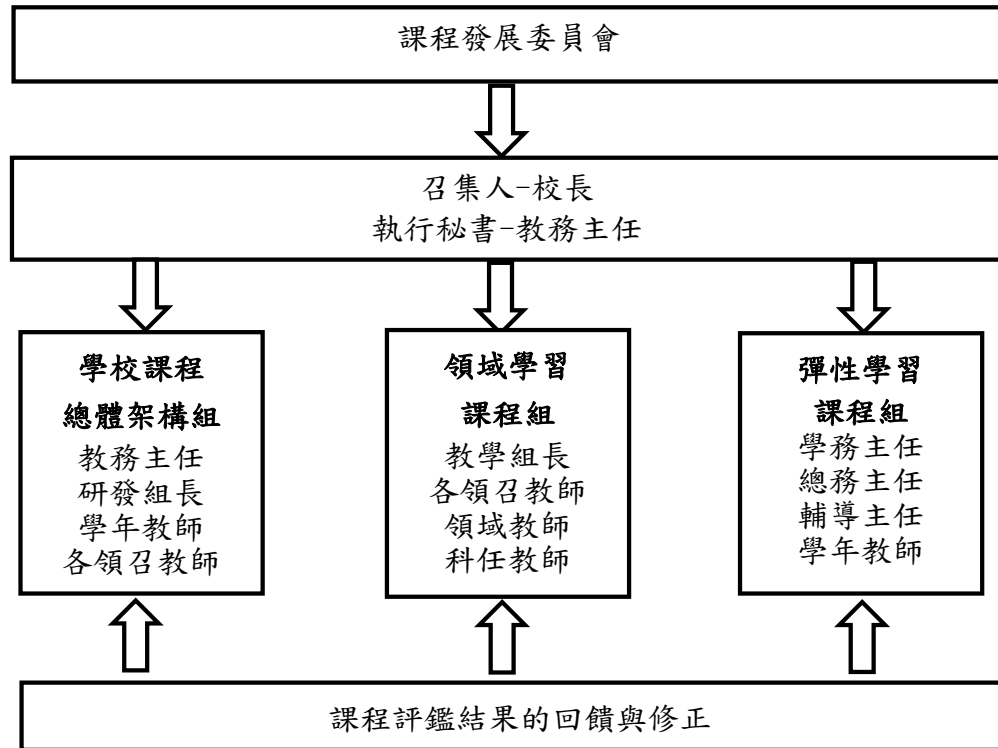 課程發展委員會
召集人-校長
執行秘書-教務主任
學校課程
總體架構組
教務主任
研發組長
學年教師
各領召教師
領域學習
課程組
教學組長
各領召教師
領域教師
科任教師
彈性學習
課程組
學務主任
總務主任
輔導主任
學年教師
課程評鑑結果的回饋與修正